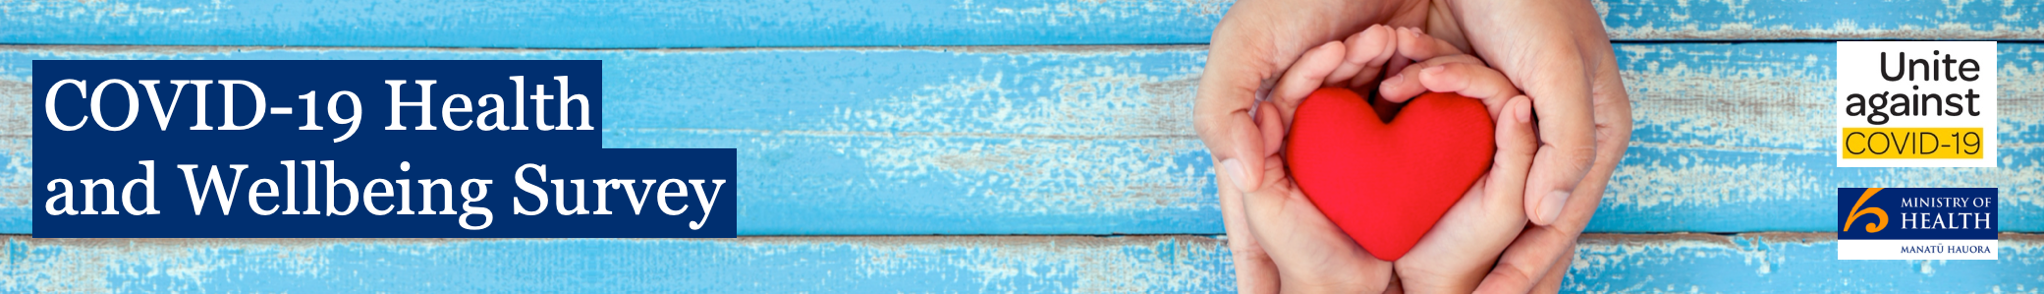 COVID-19 Health
and Wellbeing Survey
Unite
against
COVID-19
MINISTRY OF
HEALTH
MANATŪ HAUORA